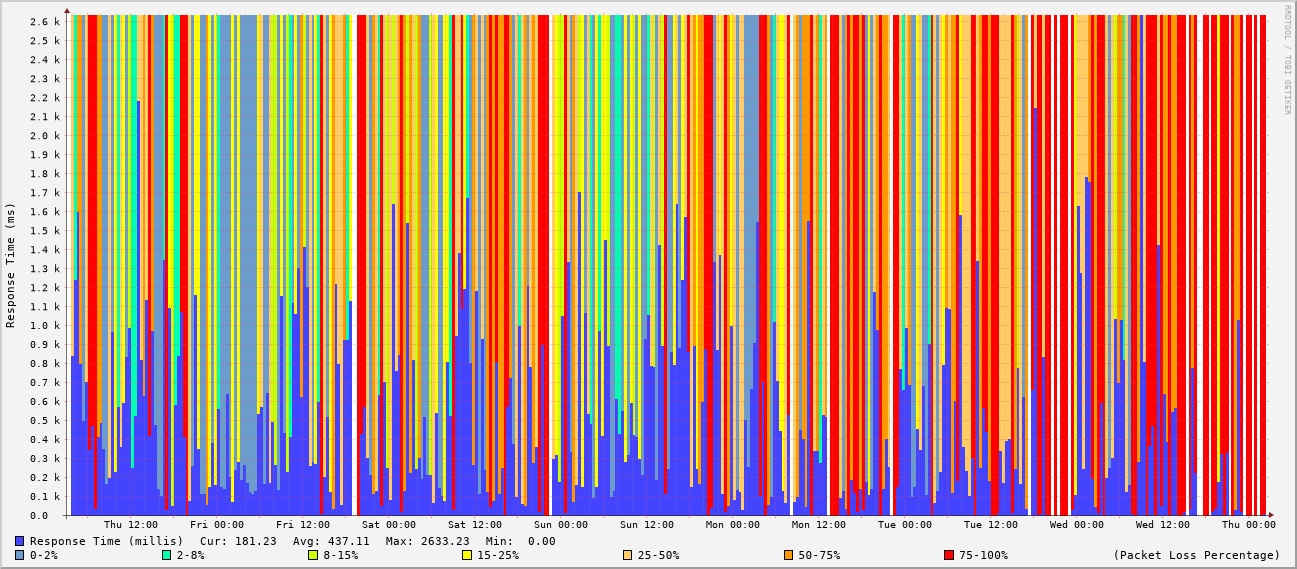 2.6 k
2.5 k
2.4 k
2.3 k
2.2 k
2.1 k
2.0 k
1.9 k
1.8 k
1.7 k
1.6 k
1.5 k
1.4 k
1.3 k
1.2 k
1.1 k
1.0 k
0.9 k
0.8 k
0.7 k
0.6 k
0.5 k
0.4 k
0.3 k
0.2 k
0.1 k
0.0
Response Time (ms)
RRDTOOL / TOBI OETIKER
Thu 12:00 Fri 00:00 Fri 12:00 Sat 00:00 Sat 12:00 Sun 00:00 Sun 12:00 Mon 00:00 Mon 12:00 Tue 00:00 Tue 12:00 Wed 00:00 Wed 12:00 Thu 00:00
Response Time (millis) Cur: 181.23 Avg: 437.11 Max: 2633.23 Min: 0.00
0-2% 2-8% 8-15% 15-25% 25-50% 50-75% 75-100% (Packet Loss Percentage)